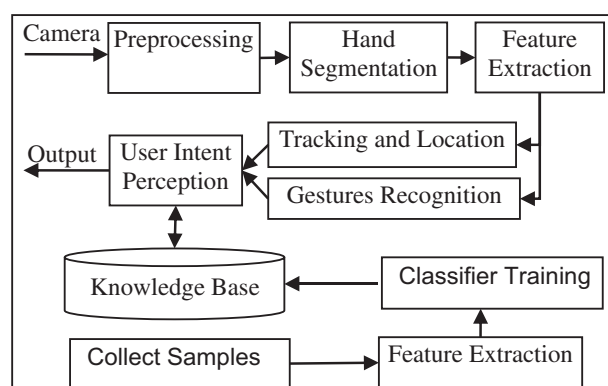 Camera
Preprocessing
Hand
Segmentation
Feature
Extraction
Tracking and Location
Output
User Intent
Perception
Gestures Recognition
Knowledge Base
Classifier Training
Collect Samples
Feature Extraction